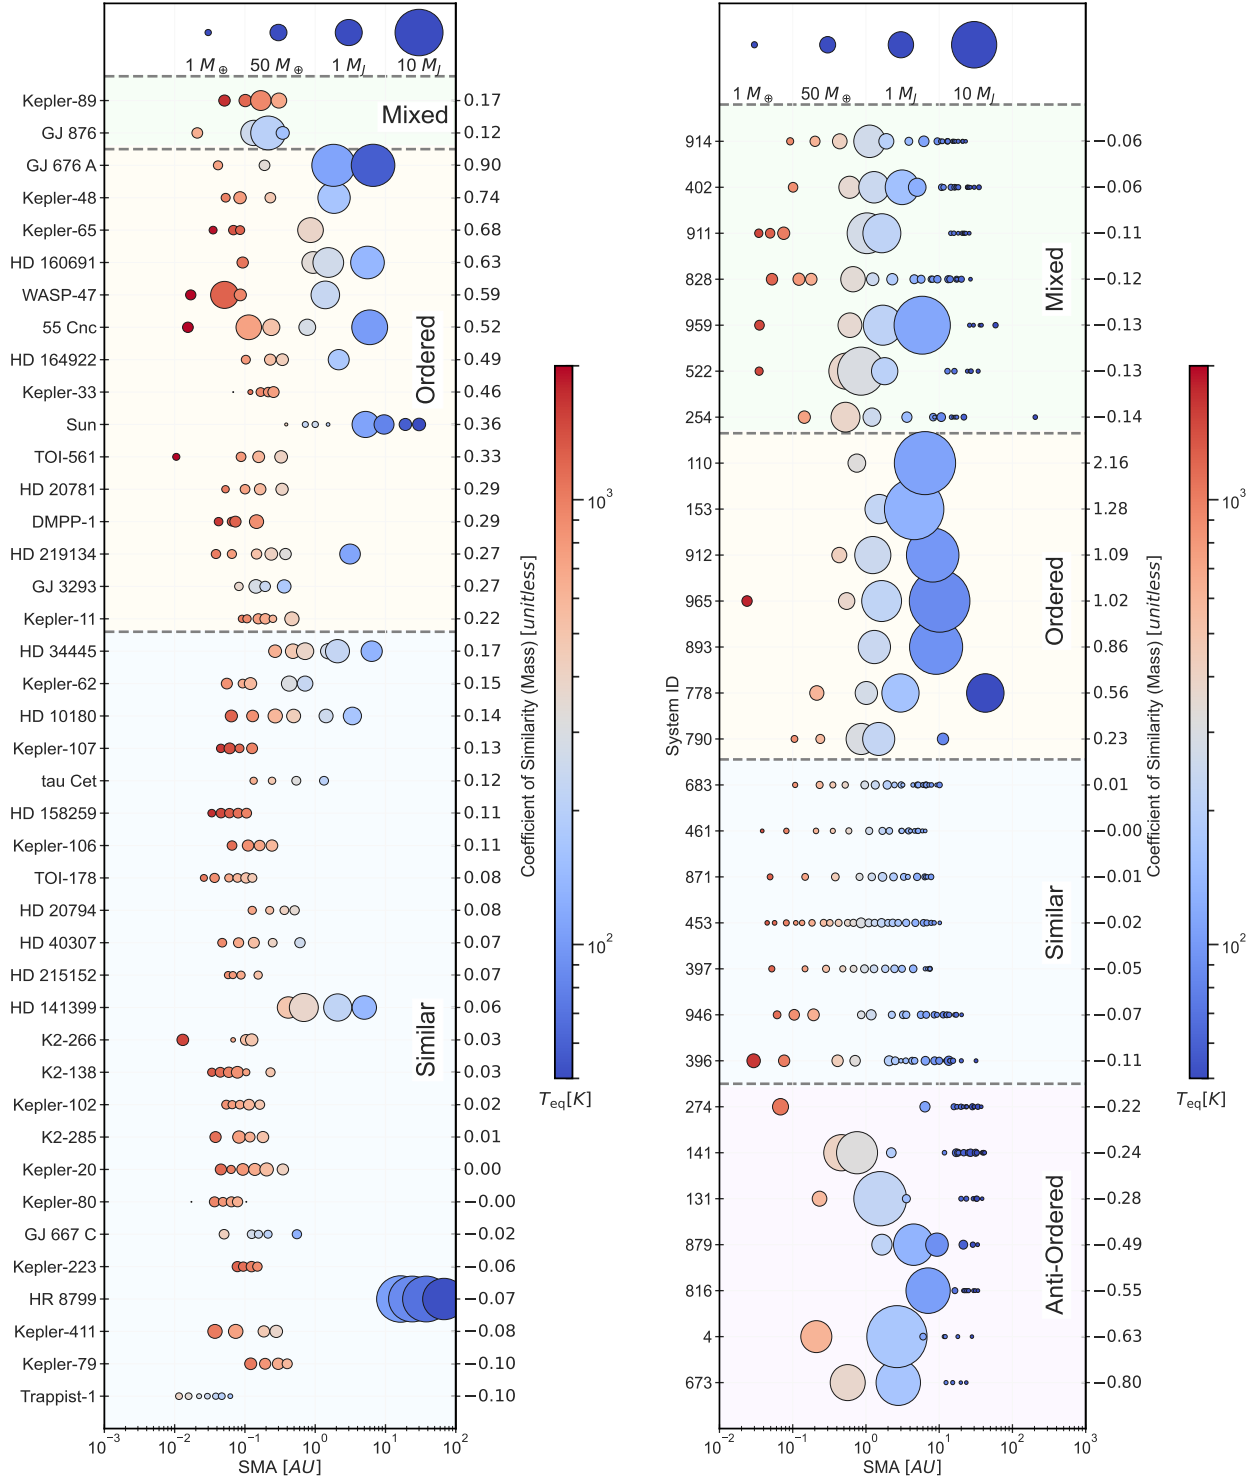 1 M⊕ 50 M⊕ 1 M_J 10 M_J
Kepler-89 0.17
Mixed
GJ 876 0.12
GJ 676 A 0.90
Kepler-48 0.74
Kepler-65 0.68
HD 160691 0.63
WASP-47 0.59
55 Cnc 0.52
Ordered
HD 164922 0.49
Kepler-33 0.46
Sun 0.36
TOI-561 0.33
HD 20781 0.29
DMPP-1 0.29
HD 219134 0.27
GJ 3293 0.27
Kepler-11 0.22
HD 34445 0.17
Kepler-62 0.15
HD 10180 0.14
Kepler-107 0.13
tau Cet 0.12
HD 158259 0.11
Kepler-106 0.11
TOI-178 0.08
HD 20794 0.08
HD 40307 0.07
HD 215152 0.07
HD 141399 0.06
Similar
K2-266 0.03
K2-138 0.03
Kepler-102 0.02
K2-285 0.01
Kepler-20 0.00
Kepler-80 −0.00
GJ 667 C −0.02
Kepler-223 −0.06
HR 8799 −0.07
Kepler-411 −0.08
Kepler-79 −0.10
Trappist-1 −0.10
10⁻³ 10⁻² 10⁻¹ 10⁰ 10¹ 10²
SMA [AU]
Coefficient of Similarity (Mass) [unitless]
10³
10²
T_eq[K]
1 M⊕ 50 M⊕ 1 M_J 10 M_J
System ID
914 −0.06
402 −0.06
911 −0.11
828 −0.12
Mixed
959 −0.13
522 −0.13
254 −0.14
110 2.16
153 1.28
912 1.09
965 1.02
Ordered
893 0.86
778 0.56
790 0.23
683 0.01
461 −0.00
871 −0.01
453 −0.02
Similar
397 −0.05
946 −0.07
396 −0.11
274 −0.22
141 −0.24
131 −0.28
879 −0.49
Anti-Ordered
816 −0.55
4 −0.63
673 −0.80
10⁻² 10⁻¹ 10⁰ 10¹ 10² 10³
SMA [AU]
Coefficient of Similarity (Mass) [unitless]
10³
10²
T_eq[K]